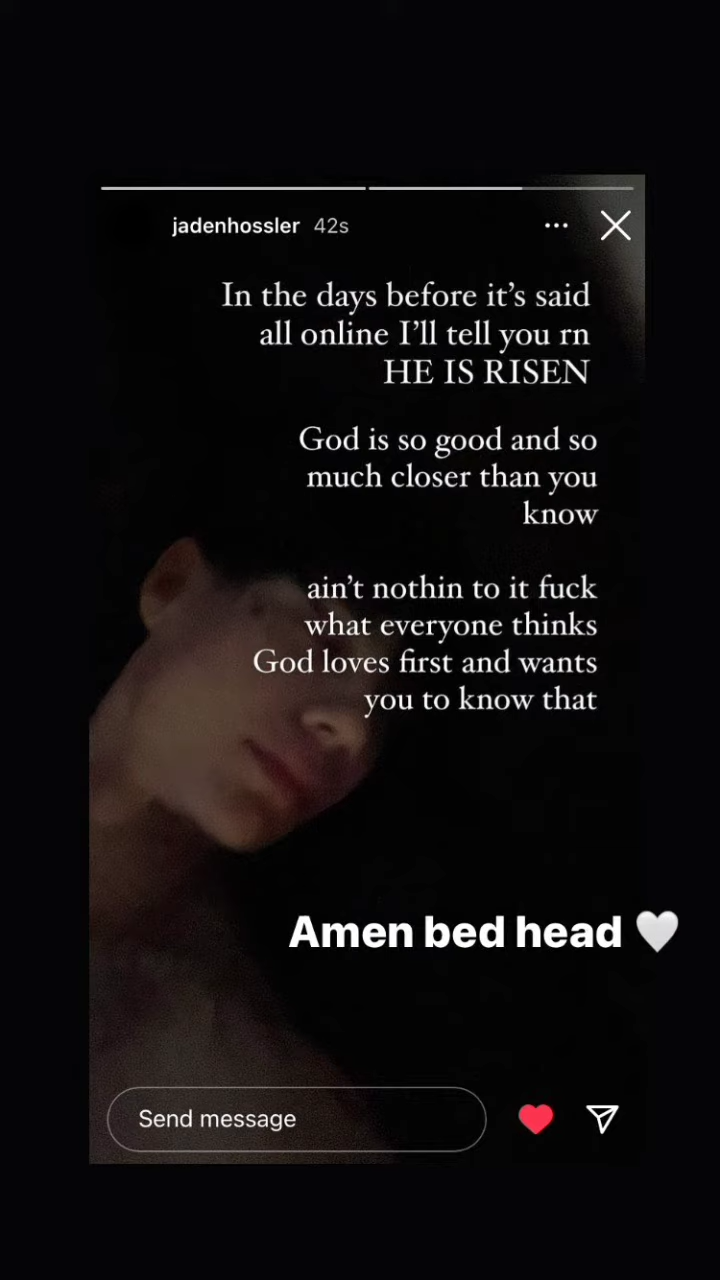 jadenhossler 42s
In the days before it’s said
all online I’ll tell you rn
HE IS RISEN
God is so good and so
much closer than you
know
ain’t nothin to it fuck
what everyone thinks
God loves first and wants
you to know that
Amen bed head 🤍
Send message